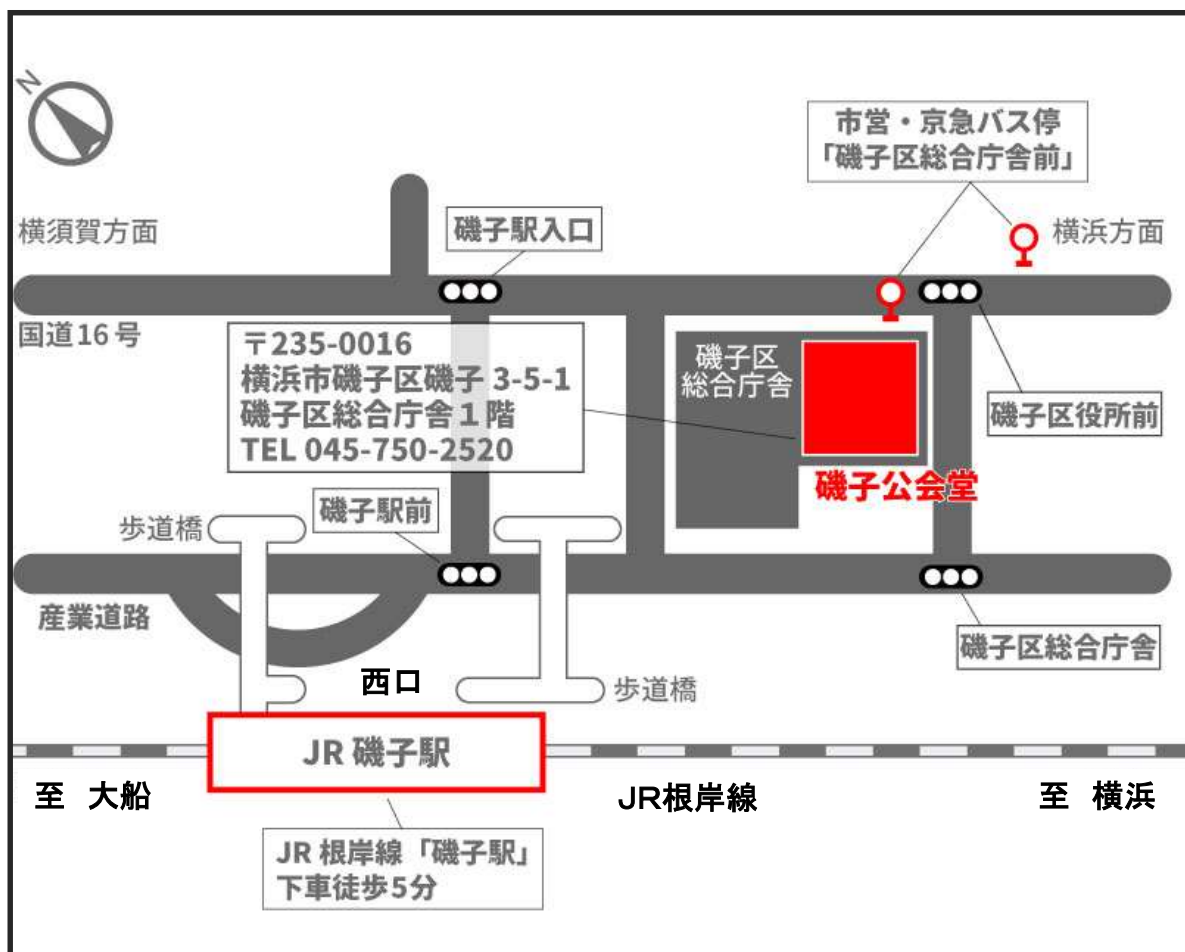 N
市営・京急バス停
「磯子区総合庁舎前」
横須賀方面
磯子駅入口
横浜方面
国道16号
〒235-0016
横浜市磯子区磯子 3-5-1
磯子区総合庁舎１階
TEL 045-750-2520
磯子区
総合庁舎
磯子区役所前
磯子公会堂
歩道橋
磯子駅前
産業道路
磯子区総合庁舎
西口
歩道橋
JR 磯子駅
至 大船
ＪＲ根岸線
至 横浜
JR 根岸線「磯子駅」
下車徒歩5分